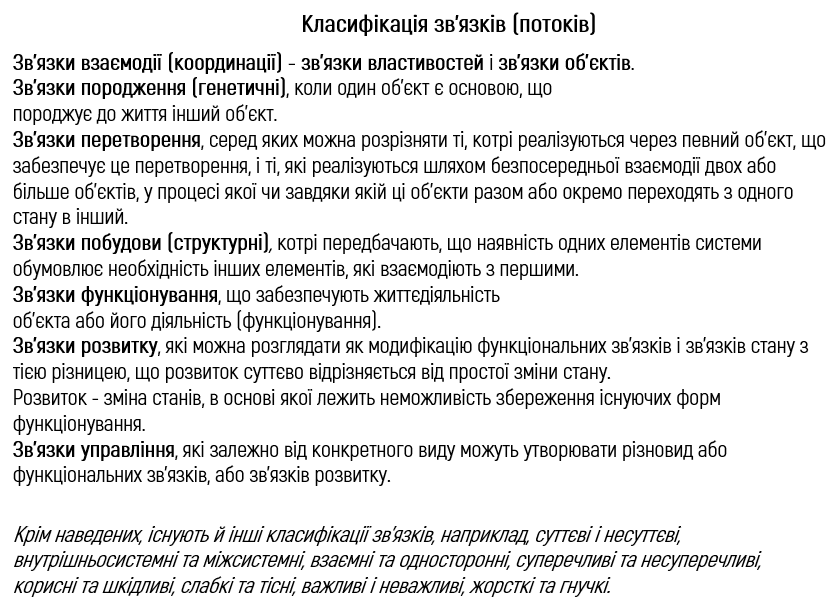 Класифікація зв’язків (потоків)
Зв’язки взаємодії (координації) - зв’язки властивостей і зв’язки об’єктів.
Зв’язки породження (генетичні), коли один об’єкт є основою, що
породжує до життя інший об’єкт.
Зв’язки перетворення, серед яких можна розрізняти ті, котрі реалізуються через певний об’єкт, що
забезпечує це перетворення, і ті, які реалізуються шляхом безпосередньої взаємодії двох або
більше об’єктів, у процесі якої чи завдяки якій ці об’єкти разом або окремо переходять з одного
стану в інший.
Зв’язки побудови (структурні), котрі передбачають, що наявність одних елементів системи
обумовлює необхідність інших елементів, які взаємодіють з першими.
Зв’язки функціонування, що забезпечують життєдіяльність
об’єкта або його діяльність (функціонування).
Зв’язки розвитку, які можна розглядати як модифікацію функціональних зв’язків і зв’язків стану з
тією різницею, що розвиток суттєво відрізняється від простої зміни стану.
Розвиток - зміна станів, в основі якої лежить неможливість збереження існуючих форм
функціонування.
Зв’язки управління, які залежно від конкретного виду можуть утворювати різновид або
функціональних зв’язків, або зв’язків розвитку.
Крім наведених, існують й інші класифікації зв’язків, наприклад, суттєві і несуттєві,
внутрішньосистемні та міжсистемні, взаємні та односторонні, суперечливі та несуперечливі,
корисні та шкідливі, слабкі та тісні, важливі і неважливі, жорсткі та гнучкі.